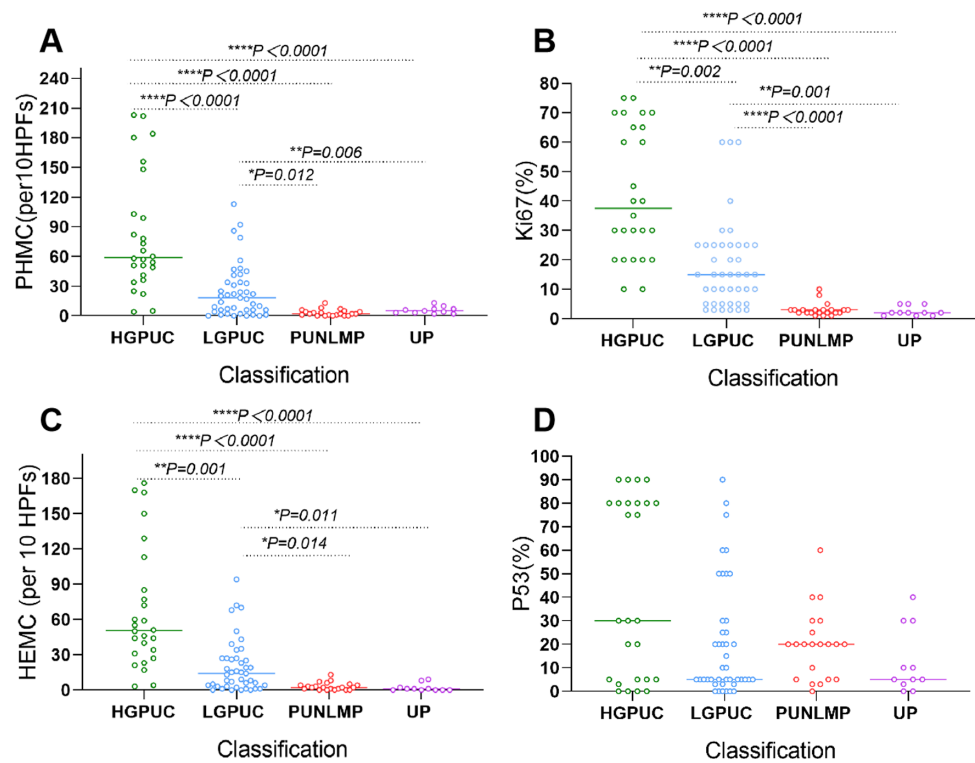 A
****P＜0.0001
****P＜0.0001
****P＜0.0001
**P=0.006
*P=0.012
PHMC(per10HPFs)
240
210
180
150
120
90
60
30
0
HGPUC LGPUC PUNLMP UP
Classification
B
****P＜0.0001
****P＜0.0001
**P=0.002
**P=0.001
****P＜0.0001
Ki67(%)
80
70
60
50
40
30
20
10
0
HGPUC LGPUC PUNLMP UP
Classification
C
****P＜0.0001
****P＜0.0001
**P=0.001
*P=0.011
*P=0.014
HEMC (per 10 HPFs)
180
150
120
90
60
30
0
HGPUC LGPUC PUNLMP UP
Classification
D
P53(%)
100
90
80
70
60
50
40
30
20
10
0
HGPUC LGPUC PUNLMP UP
Classification